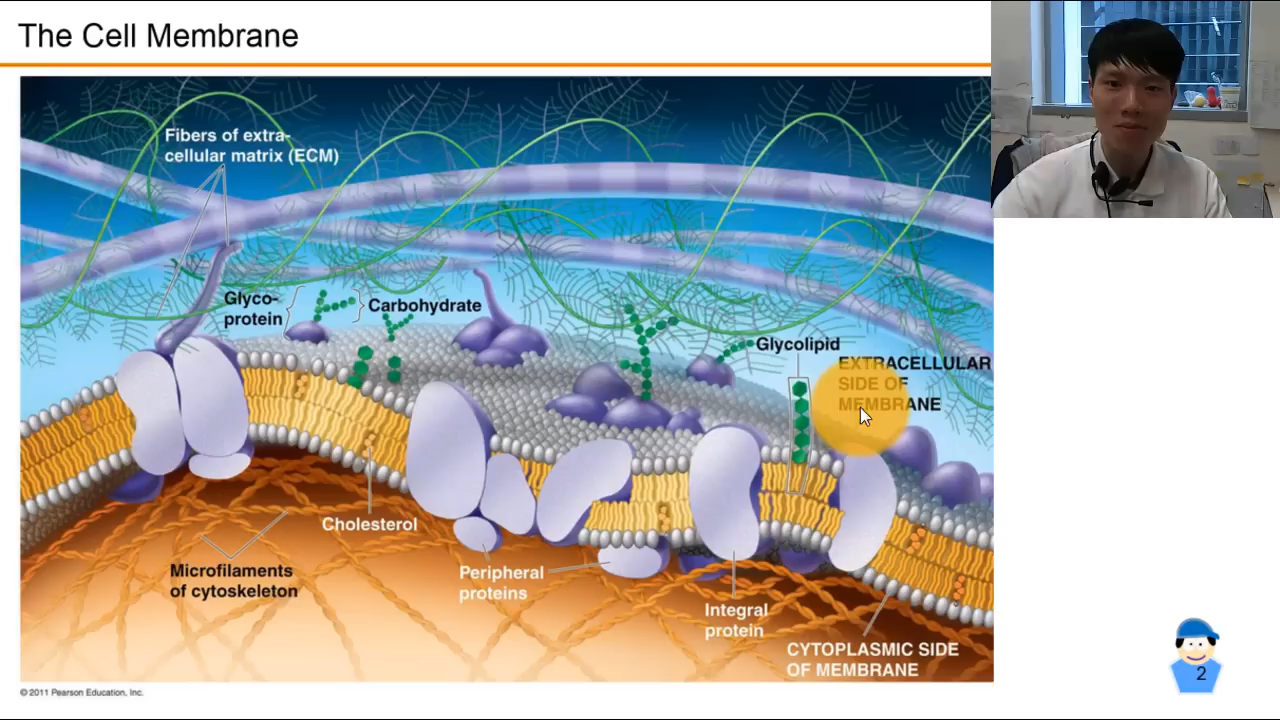 The Cell Membrane
Fibers of extra-
cellular matrix (ECM)
Glyco-
protein
Carbohydrate
Glycolipid
EXTRACELLULAR
SIDE OF
MEMBRANE
Cholesterol
Microfilaments
of cytoskeleton
Peripheral
proteins
Integral
protein
CYTOPLASMIC SIDE
OF MEMBRANE
© 2011 Pearson Education, Inc.
2